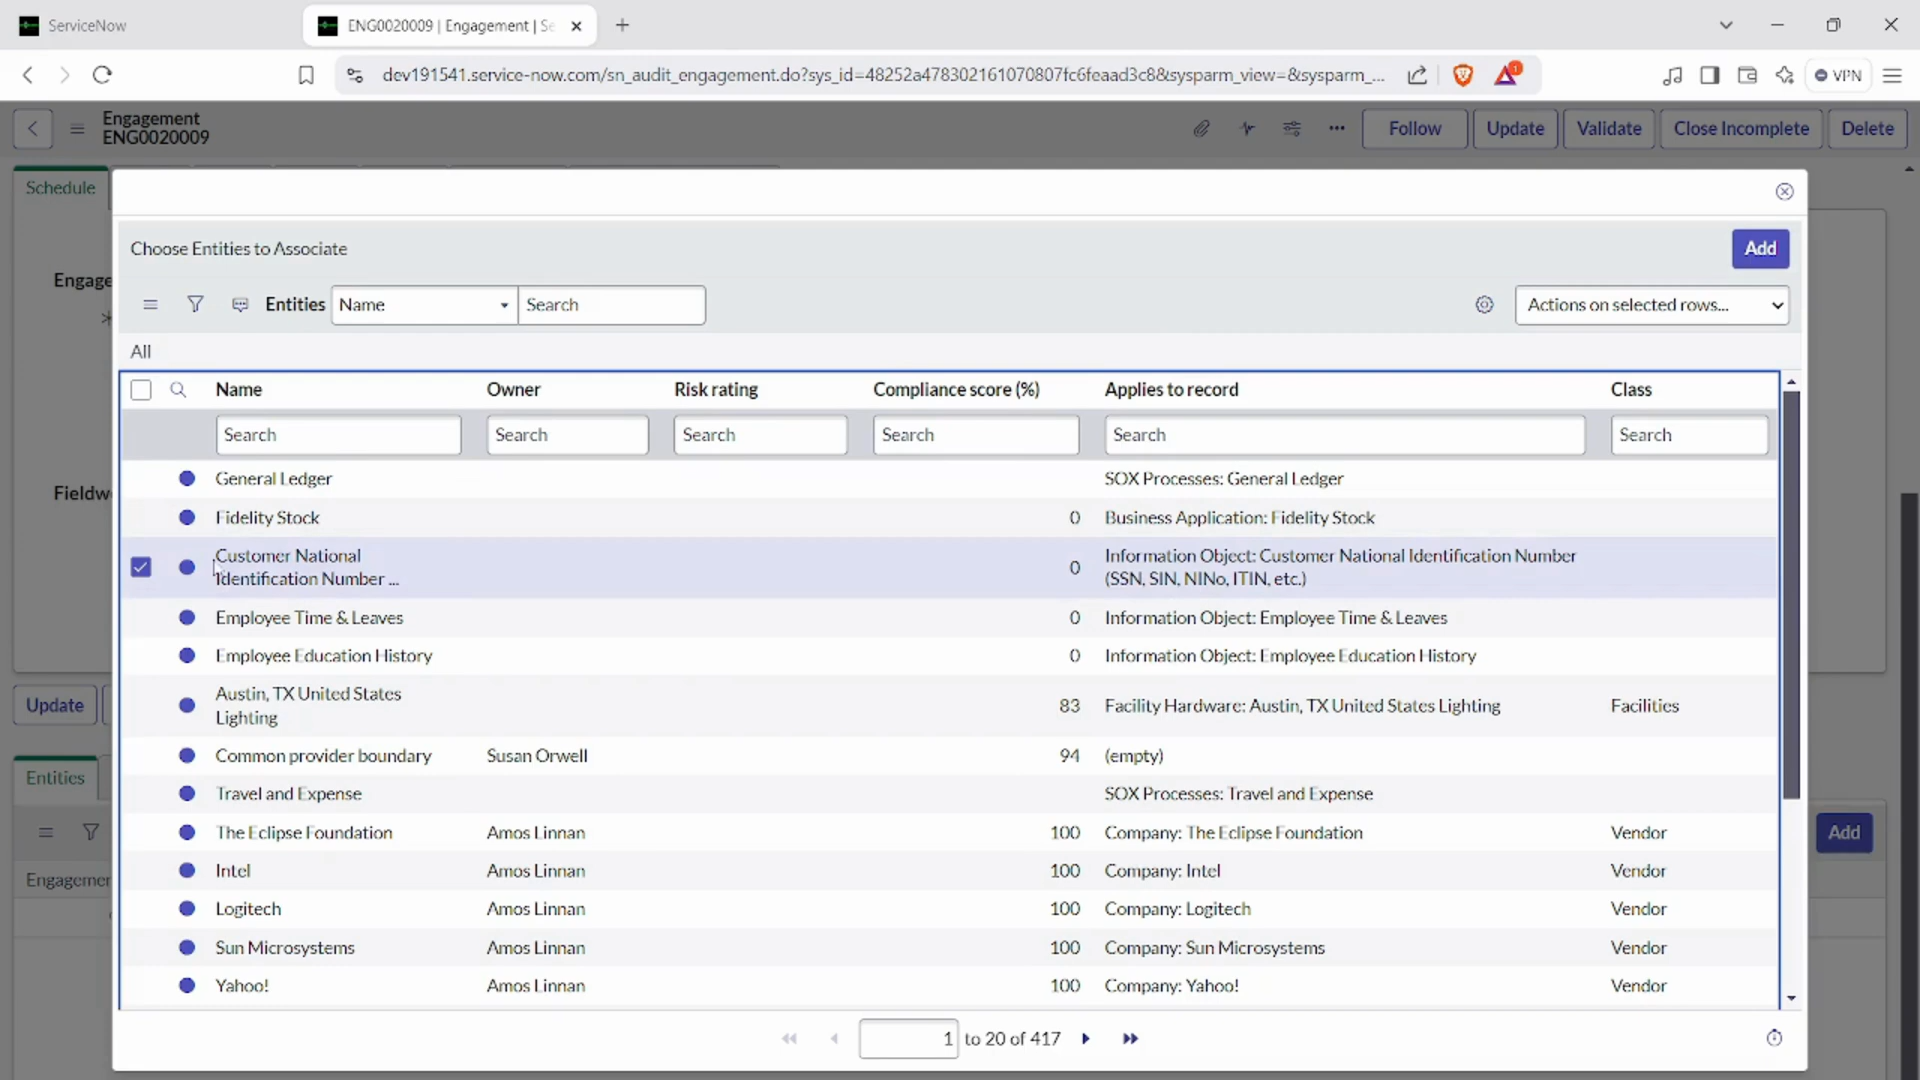 ServiceNow
ENG0020009 | Engagement | Se
dev191541.service-now.com/sn_audit_engagement.do?sys_id=48252a478302161070807fc6feaad3c8&sysparm_view=&sysparm_...
1
VPN
Engagement
ENG0020009
Follow
Update
Validate
Close Incomplete
Delete
Schedule
Choose Entities to Associate
Add
Engage
Entities
Name
Search
Actions on selected rows...
All
Name Owner Risk rating Compliance score (%) Applies to record Class
Search Search Search Search Search Search
General Ledger SOX Processes: General Ledger
Fieldw
Fidelity Stock 0 Business Application: Fidelity Stock
Customer National
Identification Number ...
0
Information Object: Customer National Identification Number
(SSN, SIN, NINo, ITIN, etc.)
Employee Time & Leaves 0 Information Object: Employee Time & Leaves
Employee Education History 0 Information Object: Employee Education History
Austin, TX United States
Lighting
83 Facility Hardware: Austin, TX United States Lighting Facilities
Update
Common provider boundary Susan Orwell 94 (empty)
Entities
Travel and Expense SOX Processes: Travel and Expense
The Eclipse Foundation Amos Linnan 100 Company: The Eclipse Foundation Vendor
Add
Intel Amos Linnan 100 Company: Intel Vendor
Engagemen
Logitech Amos Linnan 100 Company: Logitech Vendor
Sun Microsystems Amos Linnan 100 Company: Sun Microsystems Vendor
Yahoo! Amos Linnan 100 Company: Yahoo! Vendor
1 to 20 of 417